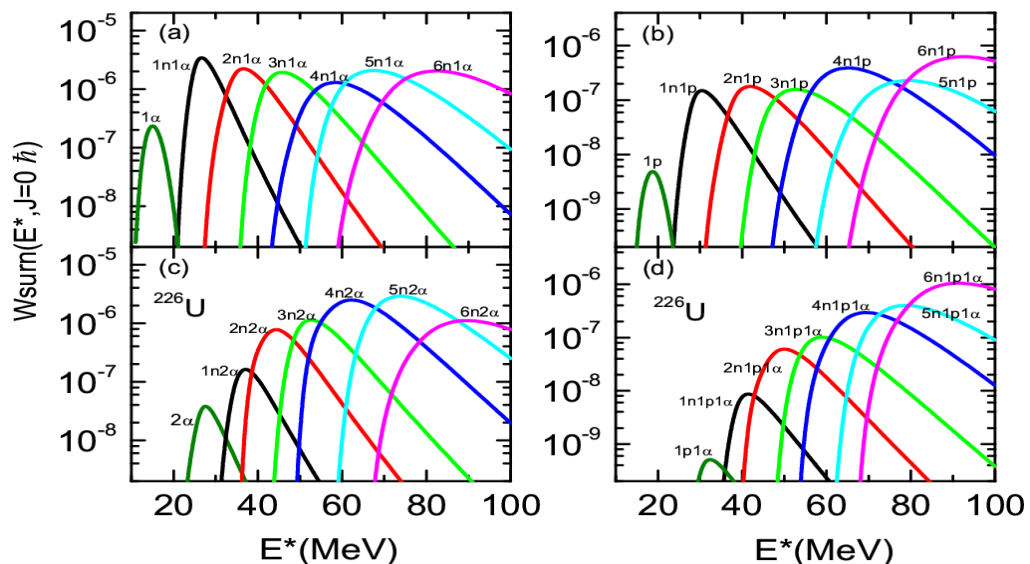 Wsurn(E*,J=0 ℏ)
(a)
10⁻⁵
10⁻⁶
10⁻⁷
10⁻⁸
1α
1n1α
2n1α
3n1α
4n1α
5n1α
6n1α
(b)
10⁻⁶
10⁻⁷
10⁻⁸
10⁻⁹
1p
1n1p
2n1p
3n1p
4n1p
5n1p
6n1p
(c)
²²⁶U
10⁻⁵
10⁻⁶
10⁻⁷
10⁻⁸
2α
1n2α
2n2α
3n2α
4n2α
5n2α
6n2α
20 40 60 80 100
E*(MeV)
(d)
²²⁶U
10⁻⁶
10⁻⁷
10⁻⁸
10⁻⁹
1p1α
1n1p1α
2n1p1α
3n1p1α
4n1p1α
5n1p1α
6n1p1α
20 40 60 80 100
E*(MeV)